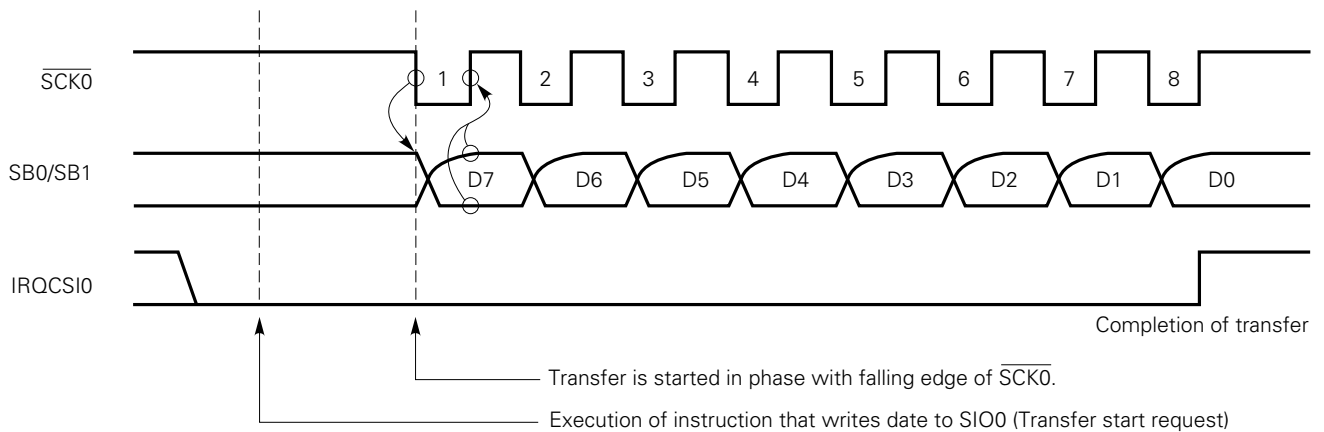 SCK0
1 2 3 4 5 6 7 8
SB0/SB1
D7 D6 D5 D4 D3 D2 D1 D0
IRQCSI0
Completion of transfer
Transfer is started in phase with falling edge of SCK0.
Execution of instruction that writes date to SIO0 (Transfer start request)